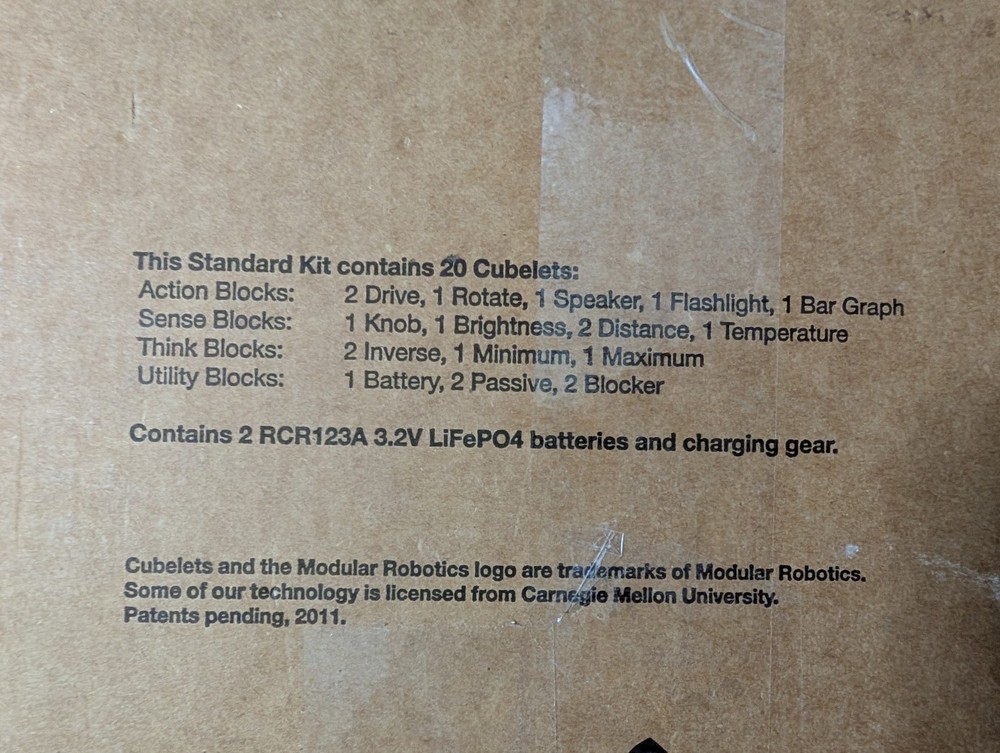 This Standard Kit contains 20 Cubelets:
Action Blocks: 2 Drive, 1 Rotate, 1 Speaker, 1 Flashlight, 1 Bar Graph
Sense Blocks: 1 Knob, 1 Brightness, 2 Distance, 1 Temperature
Think Blocks: 2 Inverse, 1 Minimum, 1 Maximum
Utility Blocks: 1 Battery, 2 Passive, 2 Blocker
Contains 2 RCR123A 3.2V LiFePO4 batteries and charging gear.
Cubelets and the Modular Robotics logo are trademarks of Modular Robotics.
Some of our technology is licensed from Carnegie Mellon University.
Patents pending, 2011.